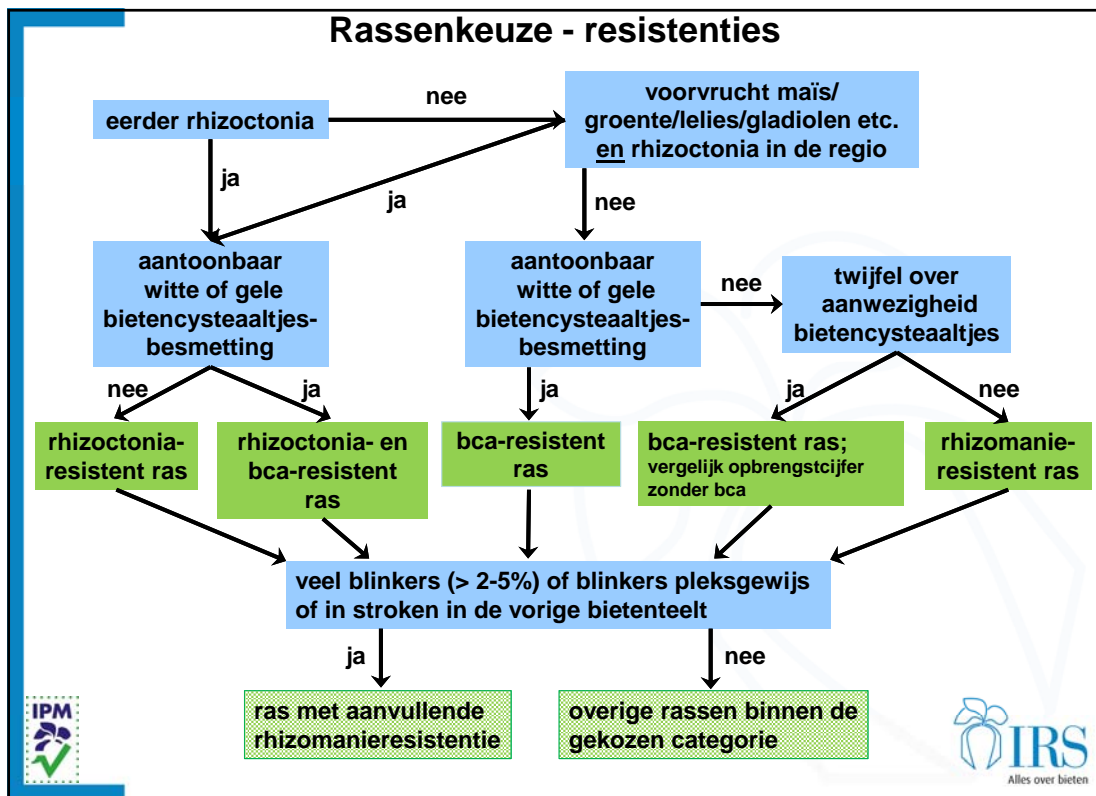 Rassenkeuze - resistenties
eerder rhizoctonia
nee
voorvrucht maïs/
groente/lelies/gladiolen etc.
en rhizoctonia in de regio
ja
ja
nee
aantoonbaar
witte of gele
bietencysteaaltjes-
besmetting
aantoonbaar
witte of gele
bietencysteaaltjes-
besmetting
nee
twijfel over
aanwezigheid
bietencysteaaltjes
nee
ja
ja
ja
nee
rhizoctonia-
resistent ras
rhizoctonia- en
bca-resistent
ras
bca-resistent
ras
bca-resistent ras;
vergelijk opbrengstcijfer
zonder bca
rhizomanie-
resistent ras
veel blinkers (> 2-5%) of blinkers pleksgewijs
of in stroken in de vorige bietenteelt
ja
nee
ras met aanvullende
rhizomanieresistentie
overige rassen binnen de
gekozen categorie
IPM
IRS
Alles over bieten